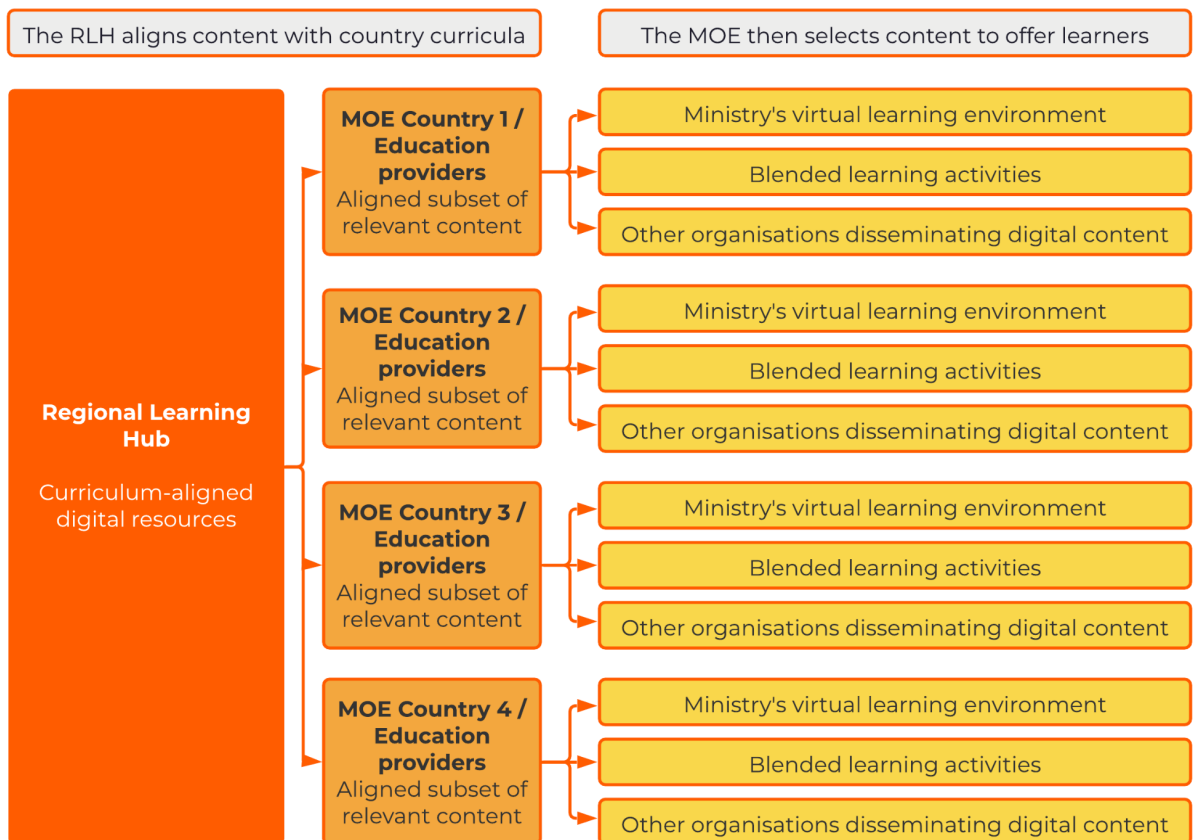 The RLH aligns content with country curricula
The MOE then selects content to offer learners
Regional Learning
Hub
Curriculum-aligned
digital resources
MOE Country 1 /
Education
providers
Aligned subset of
relevant content
Ministry's virtual learning environment
Blended learning activities
Other organisations disseminating digital content
MOE Country 2 /
Education
providers
Aligned subset of
relevant content
Ministry's virtual learning environment
Blended learning activities
Other organisations disseminating digital content
MOE Country 3 /
Education
providers
Aligned subset of
relevant content
Ministry's virtual learning environment
Blended learning activities
Other organisations disseminating digital content
MOE Country 4 /
Education
providers
Aligned subset of
relevant content
Ministry's virtual learning environment
Blended learning activities
Other organisations disseminating digital content